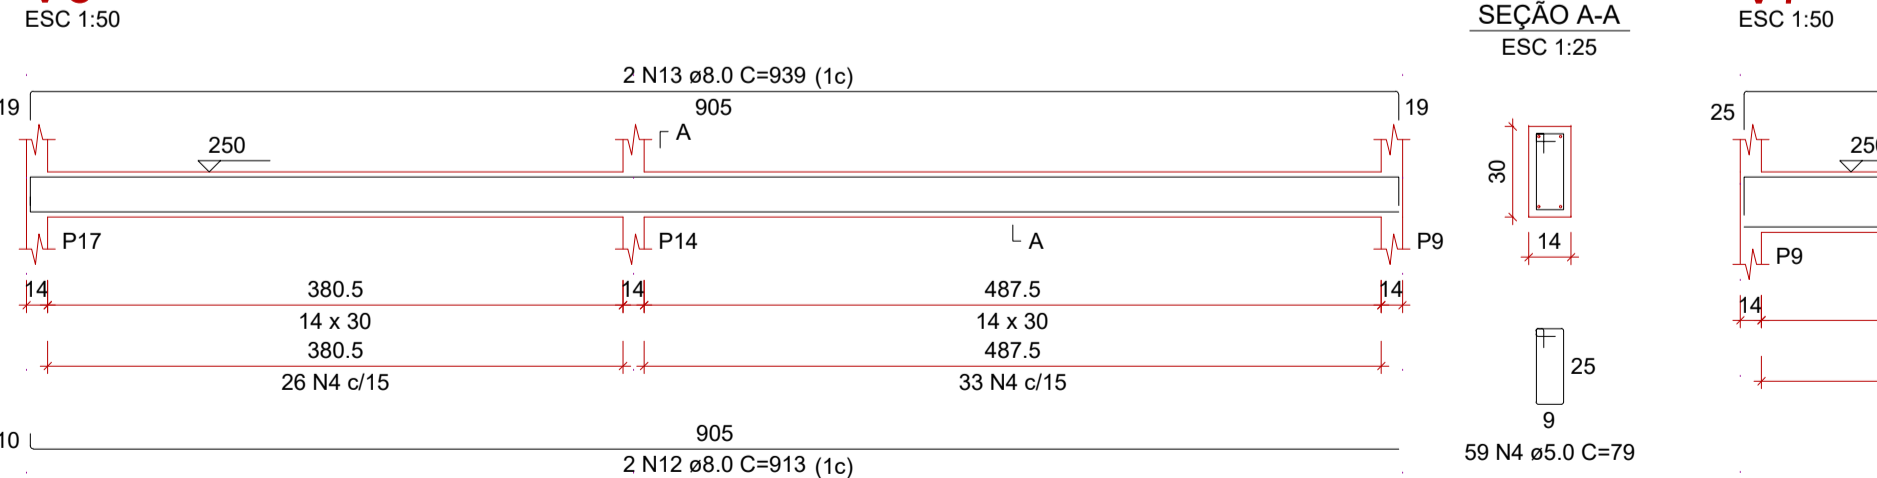 ESC 1:50
2 N13 ø8.0 C=939 (1c)
905
19
19
A
250
A
P17
P14
P9
14
380.5
14
487.5
14
14 x 30
14 x 30
380.5
487.5
26 N4 c/15
33 N4 c/15
10
905
2 N12 ø8.0 C=913 (1c)
SEÇÃO A-A
ESC 1:25
30
14
25
9
59 N4 ø5.0 C=79
ESC 1:50
25
P9
14